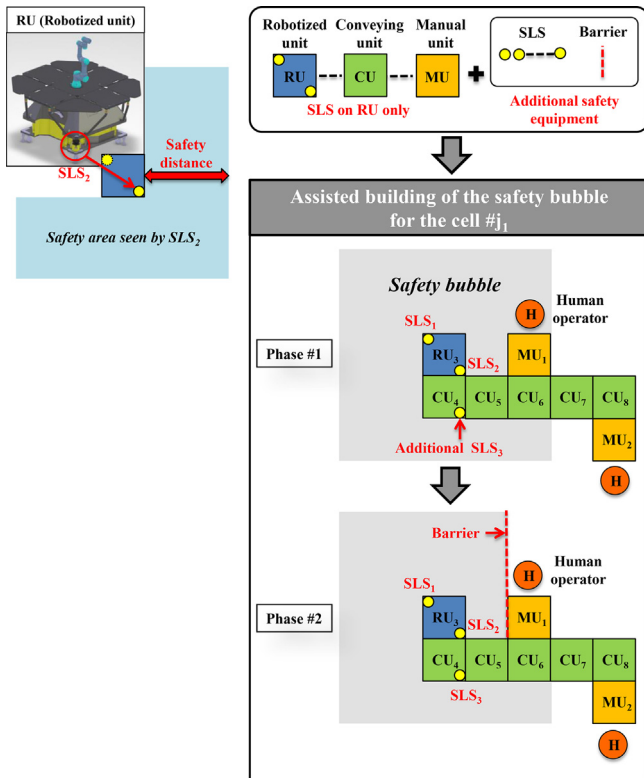 RU (Robotized unit)
SLS₂
Safety
distance
Safety area seen by SLS₂
Robotized
unit
Conveying
unit
Manual
unit
RU
CU
MU
SLS on RU only
SLS
Barrier
Additional safety
equipment
Assisted building of the safety bubble
for the cell #j₁
Phase #1
Safety bubble
SLS₁
RU₃
SLS₂
H
Human
operator
MU₁
CU₄
CU₅
CU₆
CU₇
CU₈
MU₂
Additional SLS₃
H
Phase #2
Barrier
SLS₁
RU₃
SLS₂
H
Human
operator
MU₁
CU₄
CU₅
CU₆
CU₇
CU₈
SLS₃
MU₂
H